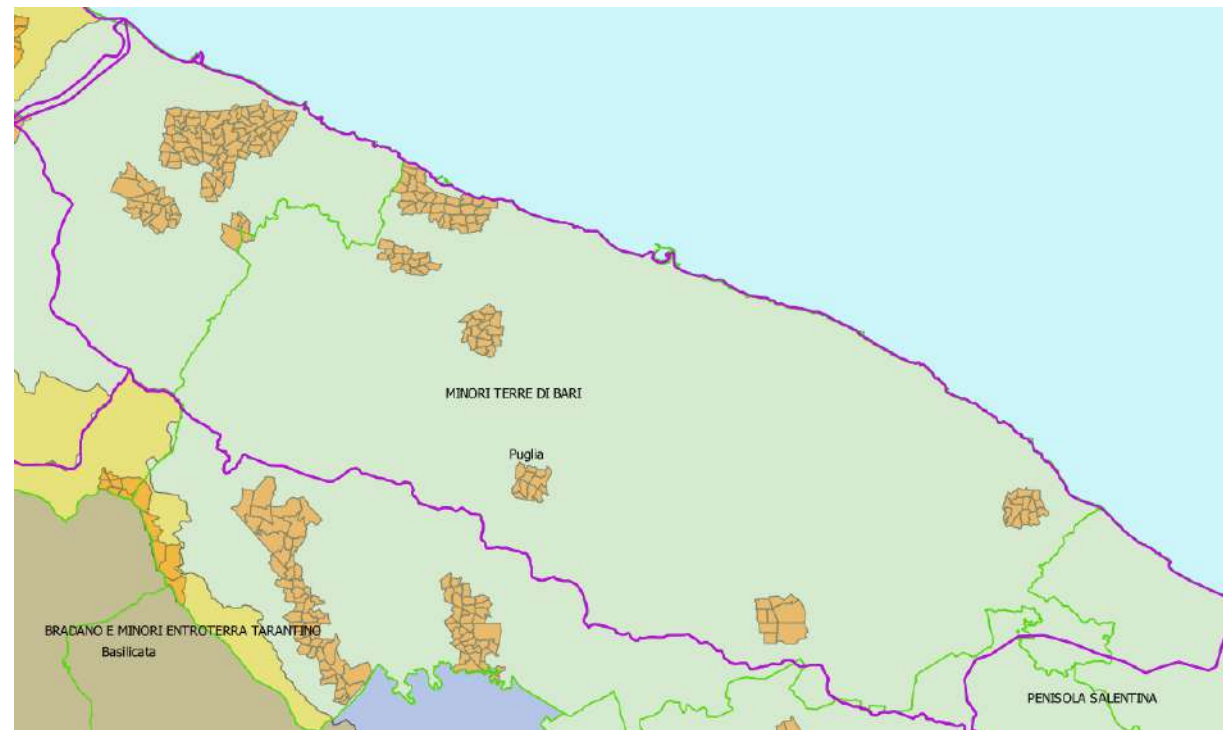 MINORI TERRE DI BARI
Puglia
BRADANO E MINORI ENTROTERRA TARANTINO
Basilicata
PENISOLA SALENTINA